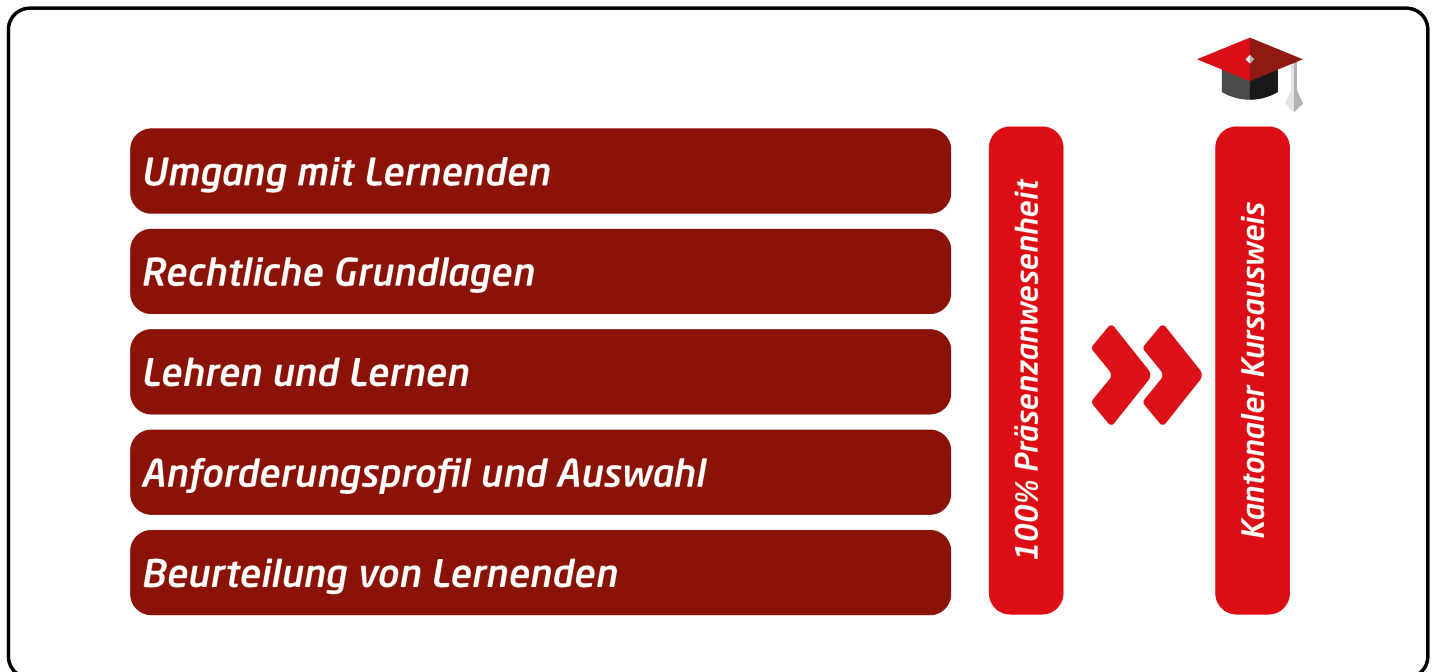 Umgang mit Lernenden
Rechtliche Grundlagen
Lehren und Lernen
Anforderungsprofil und Auswahl
Beurteilung von Lernenden
100% Präsenzanwesenheit
Kantonaler Kursausweis